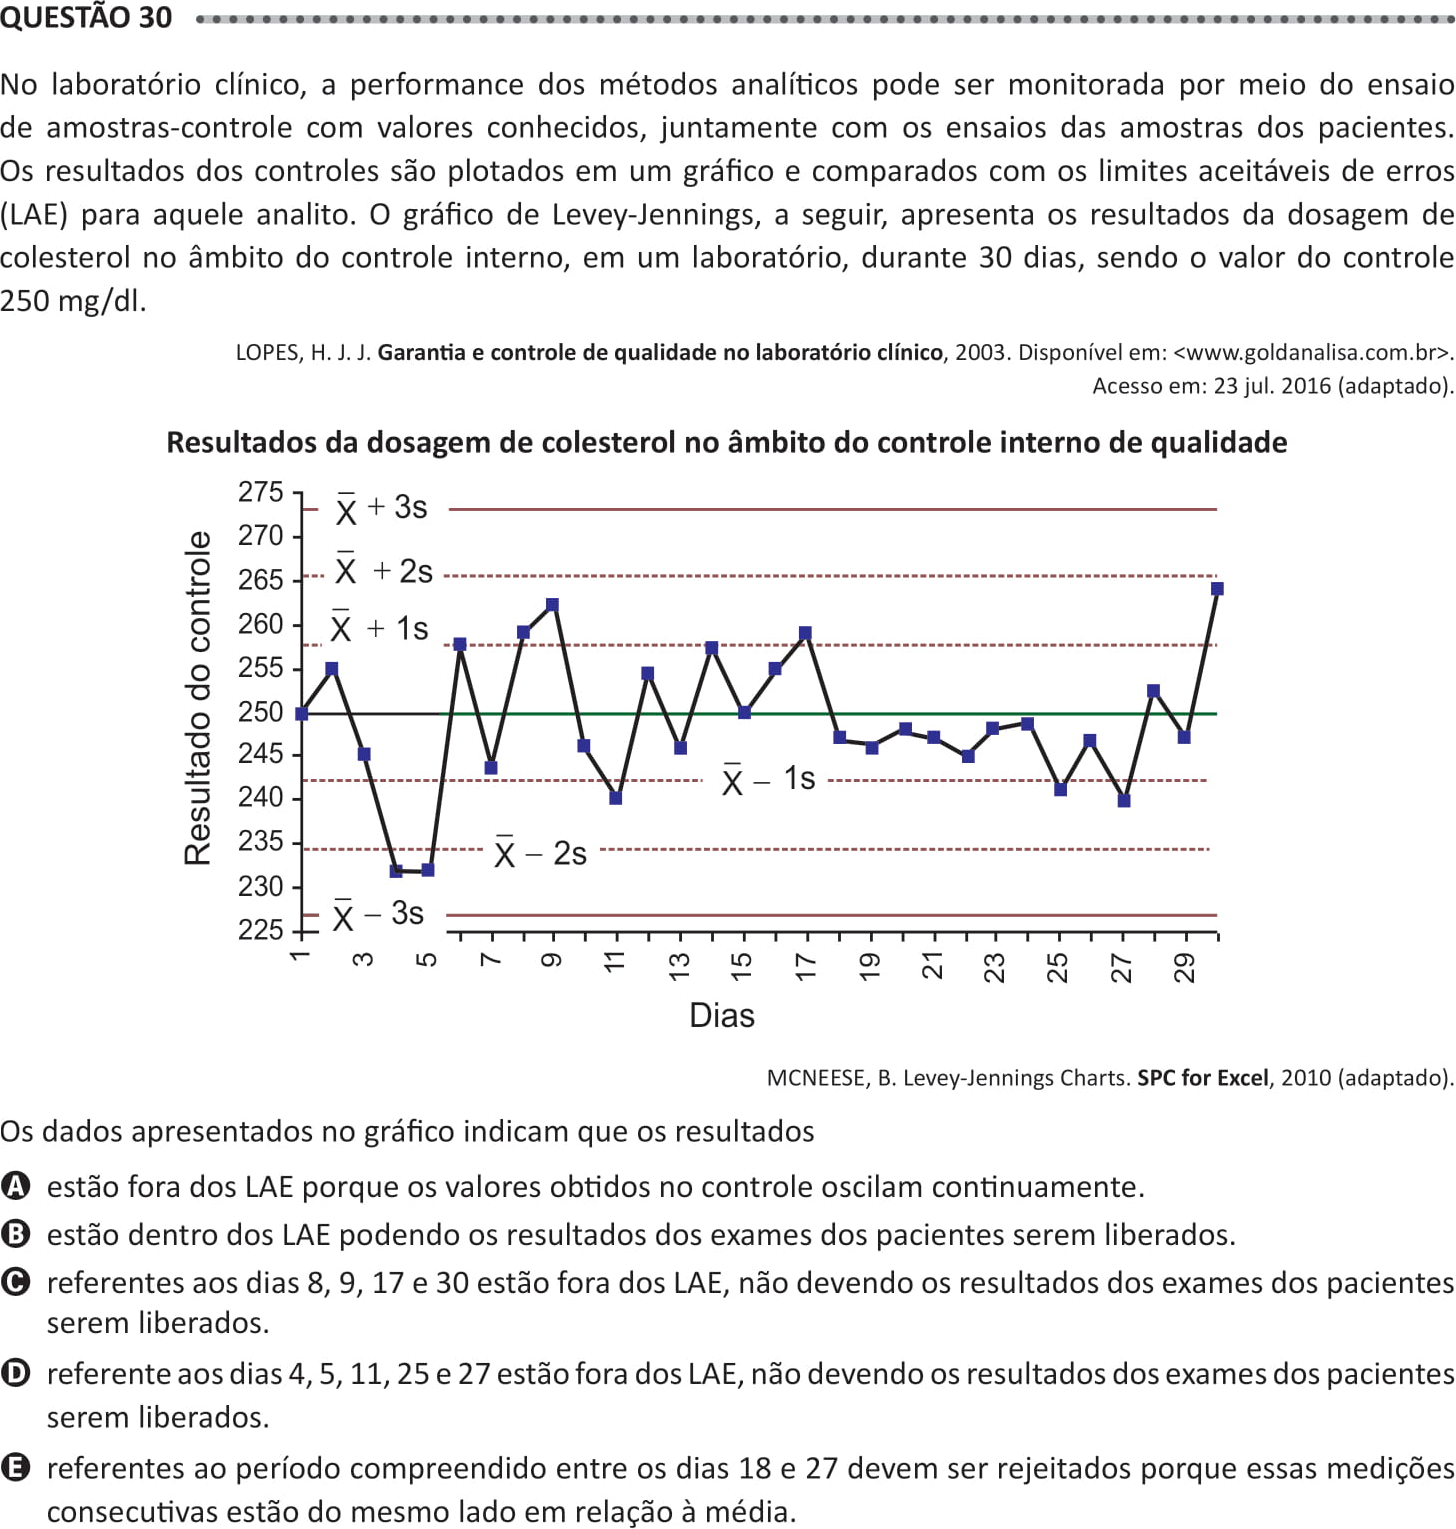 QUESTÃO 30
No laboratório clínico, a performance dos métodos analíticos pode ser monitorada por meio do ensaio
de amostras-controle com valores conhecidos, juntamente com os ensaios das amostras dos pacientes.
Os resultados dos controles são plotados em um gráfico e comparados com os limites aceitáveis de erros
(LAE) para aquele analito. O gráfico de Levey-Jennings, a seguir, apresenta os resultados da dosagem de
colesterol no âmbito do controle interno, em um laboratório, durante 30 dias, sendo o valor do controle
250 mg/dl.
LOPES, H. J. J. Garantia e controle de qualidade no laboratório clínico, 2003. Disponível em: <www.goldanalisa.com.br>.
Acesso em: 23 jul. 2016 (adaptado).
Resultados da dosagem de colesterol no âmbito do controle interno de qualidade
Resultado do controle
275
X̅ + 3s
270
X̅ + 2s
265
260
X̅ + 1s
255
250
245
X̅ – 1s
240
235
X̅ – 2s
230
X̅ – 3s
225
1 3 5 7 9 11 13 15 17 19 21 23 25 27 29
Dias
MCNEESE, B. Levey-Jennings Charts. SPC for Excel, 2010 (adaptado).
Os dados apresentados no gráfico indicam que os resultados
A estão fora dos LAE porque os valores obtidos no controle oscilam continuamente.
B estão dentro dos LAE podendo os resultados dos exames dos pacientes serem liberados.
C referentes aos dias 8, 9, 17 e 30 estão fora dos LAE, não devendo os resultados dos exames dos pacientes
serem liberados.
D referente aos dias 4, 5, 11, 25 e 27 estão fora dos LAE, não devendo os resultados dos exames dos pacientes
serem liberados.
E referentes ao período compreendido entre os dias 18 e 27 devem ser rejeitados porque essas medições
consecutivas estão do mesmo lado em relação à média.